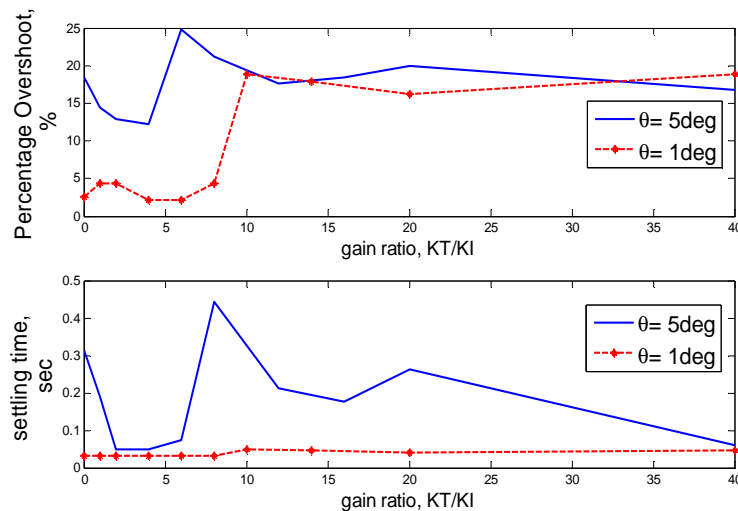 Percentage Overshoot,
%
25
20
15
10
5
0
0 5 10 15 20 25 30 35 40
gain ratio, KT/KI
θ= 5deg
θ= 1deg
settling time,
sec
0.5
0.4
0.3
0.2
0.1
0
0 5 10 15 20 25 30 35 40
gain ratio, KT/KI
θ= 5deg
θ= 1deg